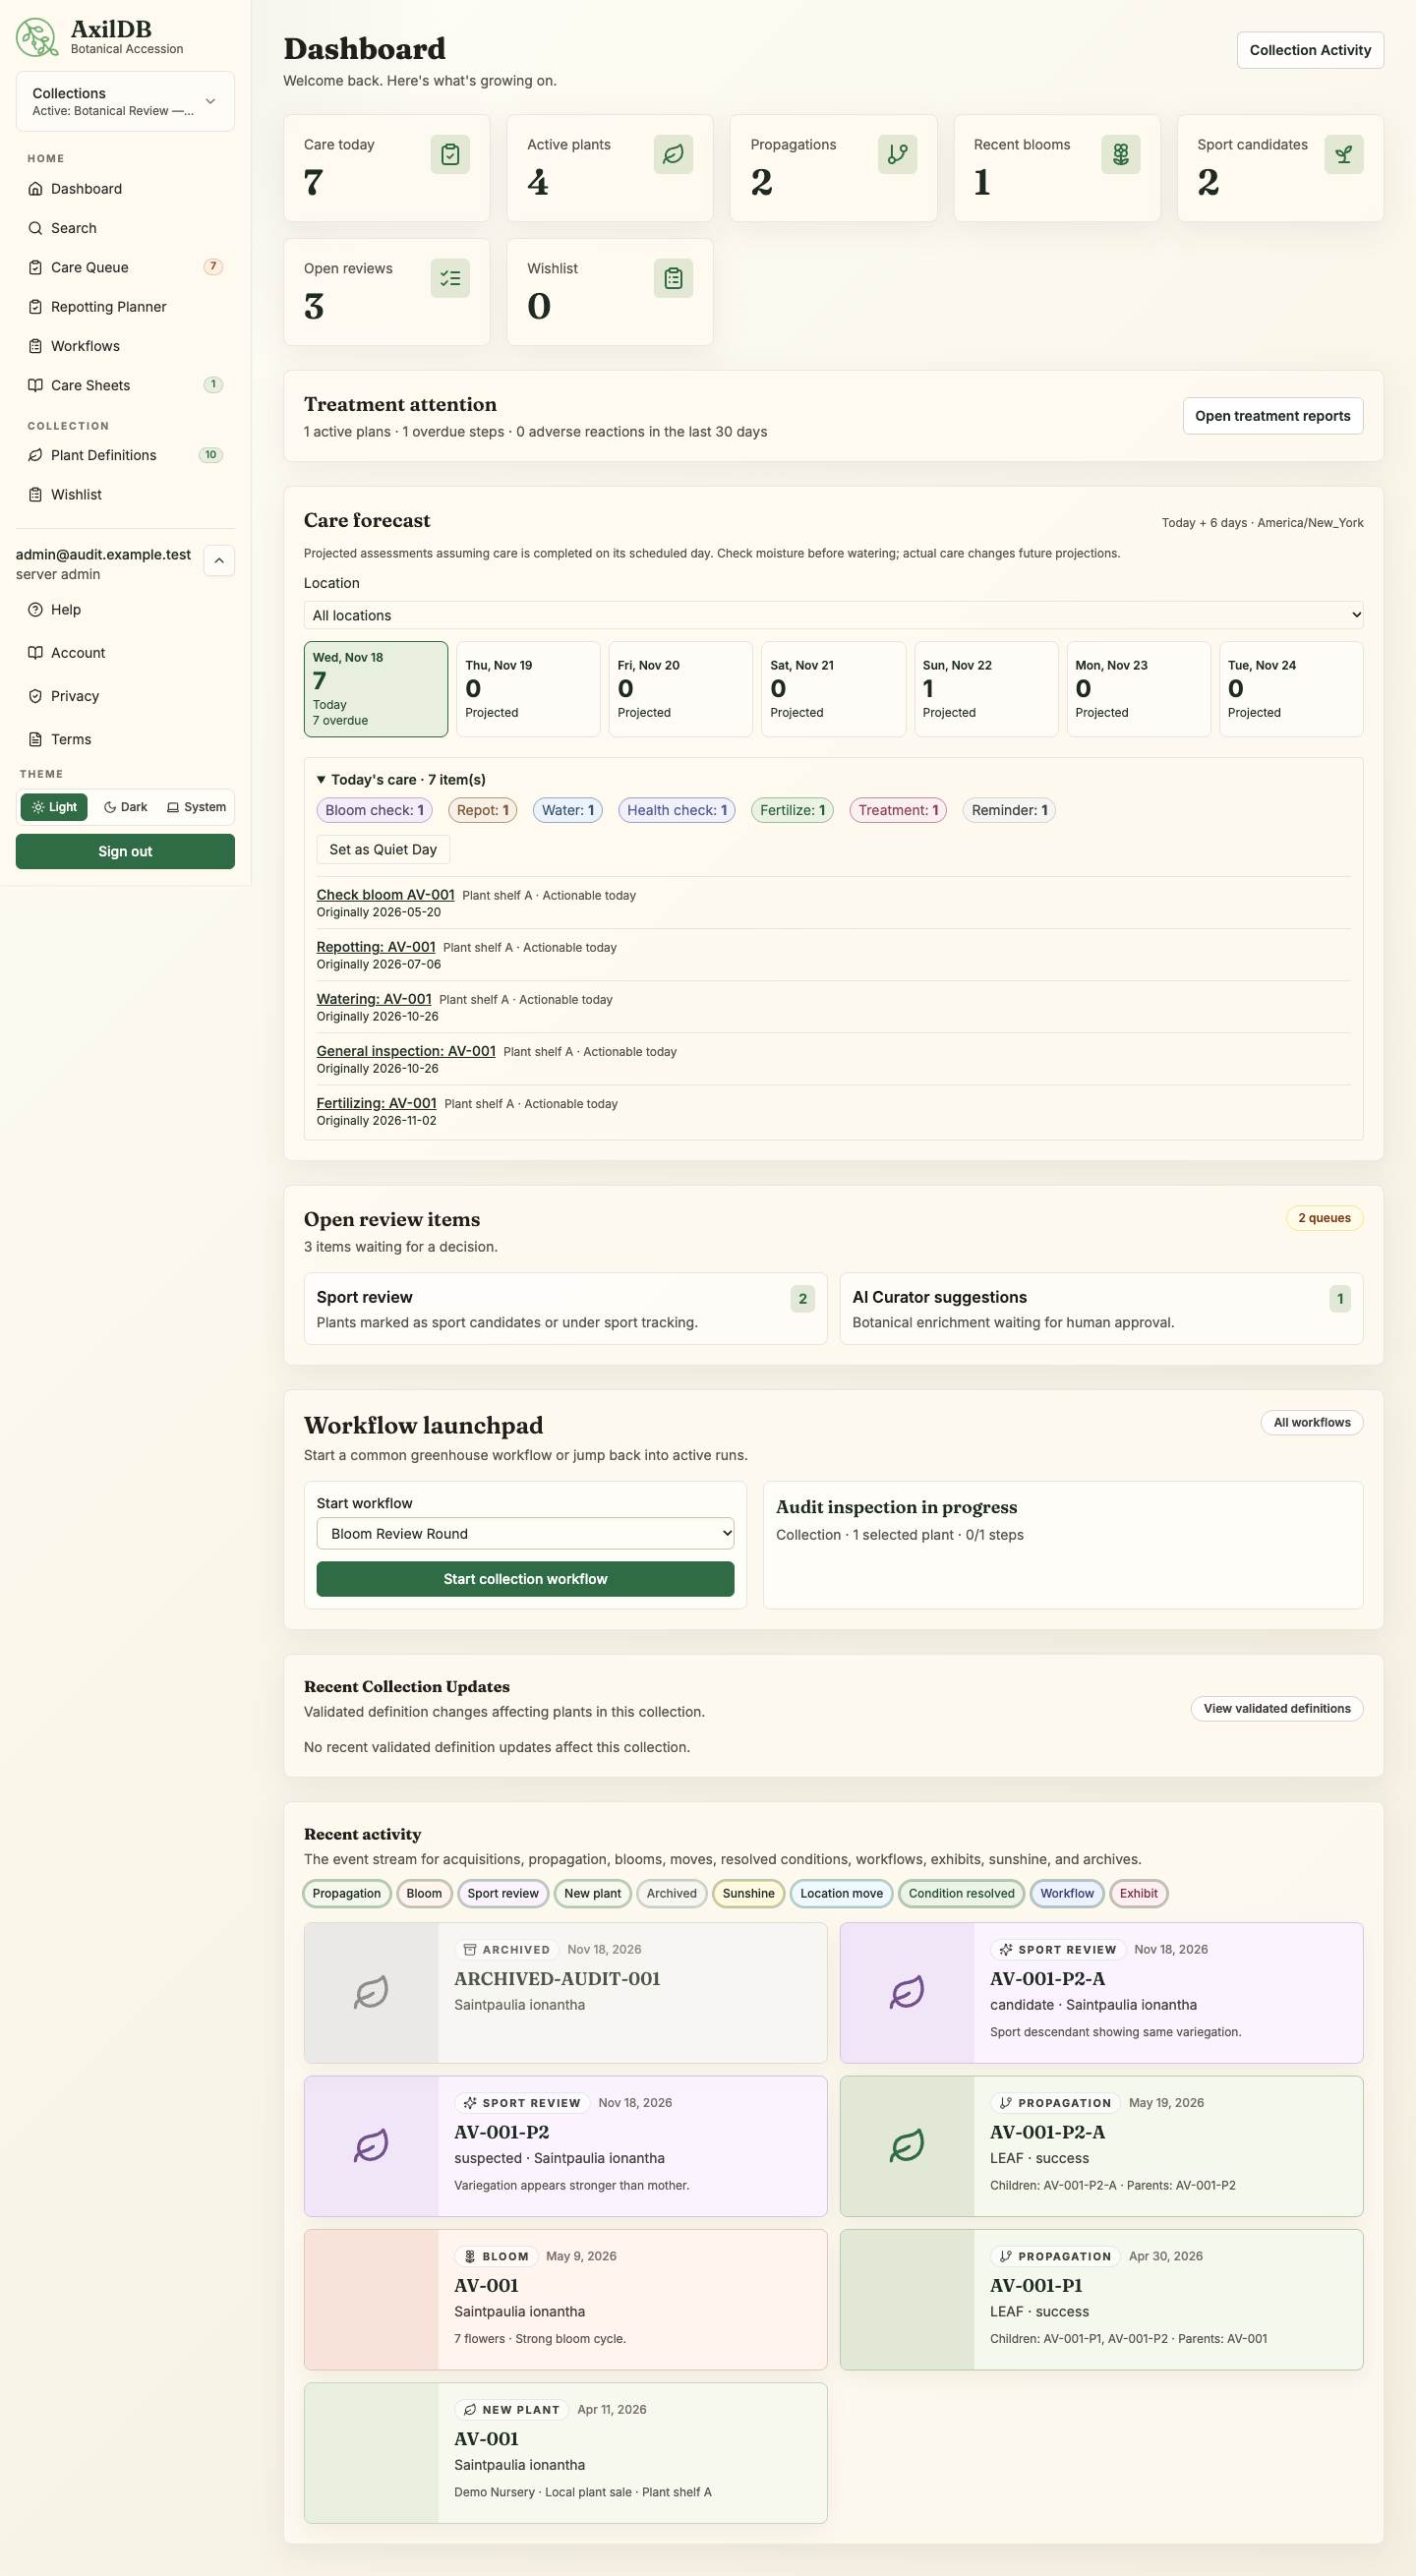 AxilDB
Botanical Accession
Collections
Active: Botanical Review —...
HOME
Dashboard
Search
Care Queue 7
Repotting Planner
Workflows
Care Sheets 1
COLLECTION
Plant Definitions 10
Wishlist
admin@audit.example.test
server admin
Help
Account
Privacy
Terms
THEME
Light Dark System
Sign out
Dashboard
Welcome back. Here's what's growing on.
Collection Activity
Care today
7
Active plants
4
Propagations
2
Recent blooms
1
Sport candidates
2
Open reviews
3
Wishlist
0
Treatment attention
1 active plans · 1 overdue steps · 0 adverse reactions in the last 30 days
Open treatment reports
Care forecast
Today + 6 days · America/New_York
Projected assessments assuming care is completed on its scheduled day. Check moisture before watering; actual care changes future projections.
Location
All locations
Wed, Nov 18
7
Today
7 overdue
Thu, Nov 19
0
Projected
Fri, Nov 20
0
Projected
Sat, Nov 21
0
Projected
Sun, Nov 22
1
Projected
Mon, Nov 23
0
Projected
Tue, Nov 24
0
Projected
▼ Today's care · 7 item(s)
Bloom check: 1 Repot: 1 Water: 1 Health check: 1 Fertilize: 1 Treatment: 1 Reminder: 1
Set as Quiet Day
Check bloom AV-001 Plant shelf A · Actionable today
Originally 2026-05-20
Repotting: AV-001 Plant shelf A · Actionable today
Originally 2026-07-06
Watering: AV-001 Plant shelf A · Actionable today
Originally 2026-10-26
General inspection: AV-001 Plant shelf A · Actionable today
Originally 2026-10-26
Fertilizing: AV-001 Plant shelf A · Actionable today
Originally 2026-11-02
Open review items
3 items waiting for a decision.
2 queues
Sport review 2
Plants marked as sport candidates or under sport tracking.
AI Curator suggestions 1
Botanical enrichment waiting for human approval.
Workflow launchpad
Start a common greenhouse workflow or jump back into active runs.
All workflows
Start workflow
Bloom Review Round
Start collection workflow
Audit inspection in progress
Collection · 1 selected plant · 0/1 steps
Recent Collection Updates
Validated definition changes affecting plants in this collection.
View validated definitions
No recent validated definition updates affect this collection.
Recent activity
The event stream for acquisitions, propagation, blooms, moves, resolved conditions, workflows, exhibits, sunshine, and archives.
Propagation Bloom Sport review New plant Archived Sunshine Location move Condition resolved Workflow Exhibit
ARCHIVED Nov 18, 2026
ARCHIVED-AUDIT-001
Saintpaulia ionantha
SPORT REVIEW Nov 18, 2026
AV-001-P2-A
candidate · Saintpaulia ionantha
Sport descendant showing same variegation.
SPORT REVIEW Nov 18, 2026
AV-001-P2
suspected · Saintpaulia ionantha
Variegation appears stronger than mother.
PROPAGATION May 19, 2026
AV-001-P2-A
LEAF · success
Children: AV-001-P2-A · Parents: AV-001-P2
BLOOM May 9, 2026
AV-001
Saintpaulia ionantha
7 flowers · Strong bloom cycle.
PROPAGATION Apr 30, 2026
AV-001-P1
LEAF · success
Children: AV-001-P1, AV-001-P2 · Parents: AV-001
NEW PLANT Apr 11, 2026
AV-001
Saintpaulia ionantha
Demo Nursery · Local plant sale · Plant shelf A